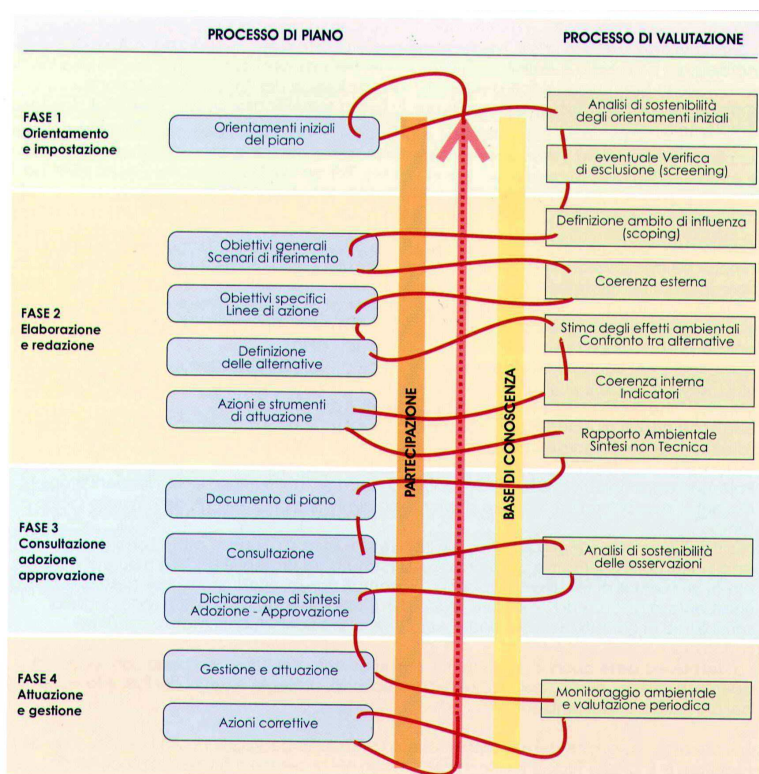 PROCESSO DI PIANO
PROCESSO DI VALUTAZIONE
FASE 1
Orientamento
e impostazione
Orientamenti iniziali
del piano
Analisi di sostenibilità
degli orientamenti iniziali
eventuale Verifica
di esclusione (screening)
FASE 2
Elaborazione
e redazione
Definizione ambito di influenza
(scoping)
Obiettivi generali
Scenari di riferimento
Coerenza esterna
Obiettivi specifici
Linee di azione
Stima degli effetti ambientali
Confronto tra alternative
Definizione
delle alternative
Coerenza interna
Indicatori
Azioni e strumenti
di attuazione
Rapporto Ambientale
Sintesi non Tecnica
PARTECIPAZIONE
BASE DI CONOSCENZA
FASE 3
Consultazione
adozione
approvazione
Documento di piano
Consultazione
Analisi di sostenibilità
delle osservazioni
Dichiarazione di Sintesi
Adozione - Approvazione
FASE 4
Attuazione
e gestione
Gestione e attuazione
Monitoraggio ambientale
e valutazione periodica
Azioni correttive